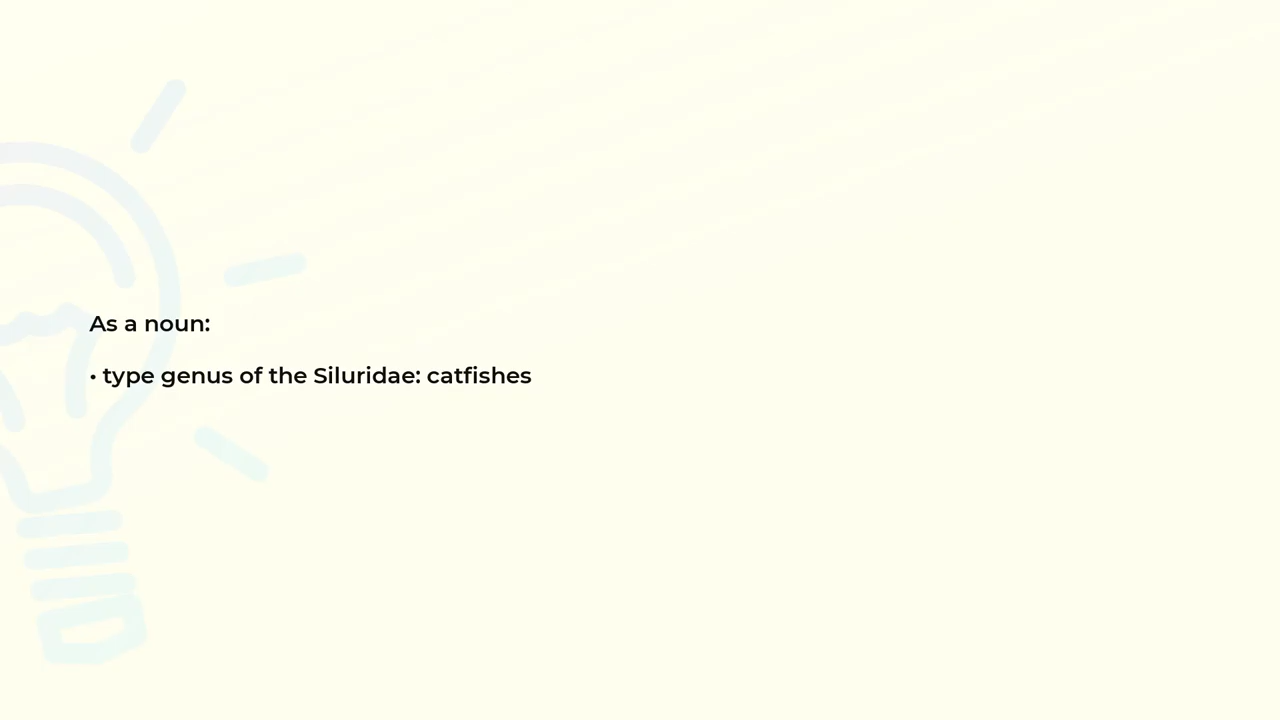 As a noun:
• type genus of the Siluridae: catfishes